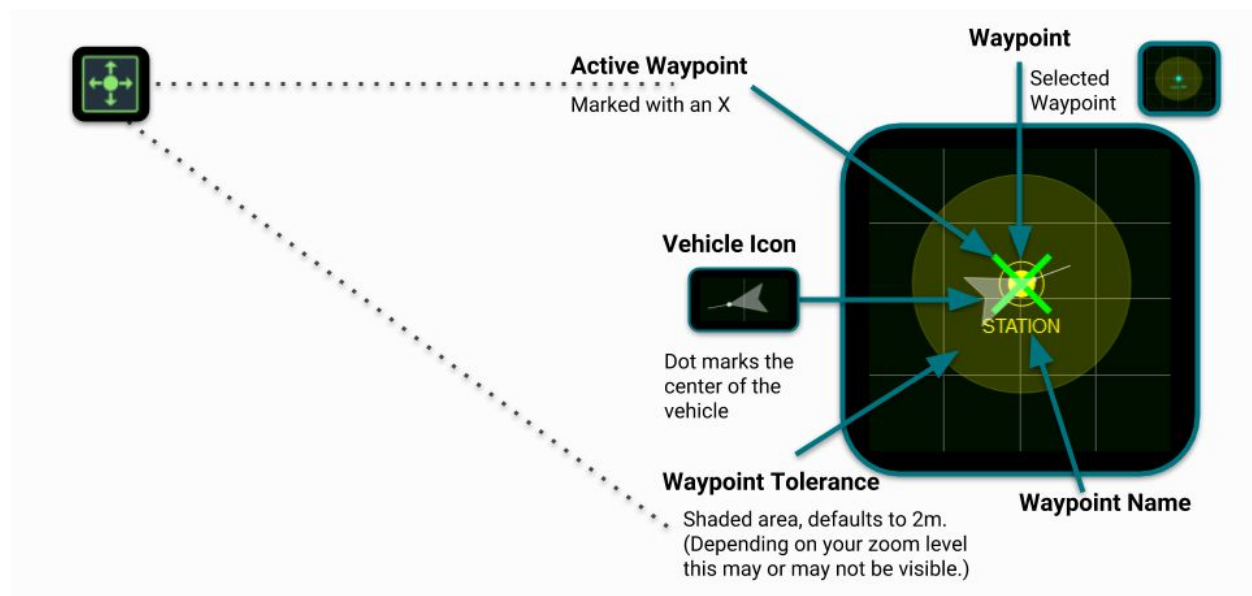 Waypoint
Selected
Waypoint
Active Waypoint
Marked with an X
Vehicle Icon
Dot marks the
center of the
vehicle
STATION
Waypoint Tolerance
Shaded area, defaults to 2m.
(Depending on your zoom level
this may or may not be visible.)
Waypoint Name